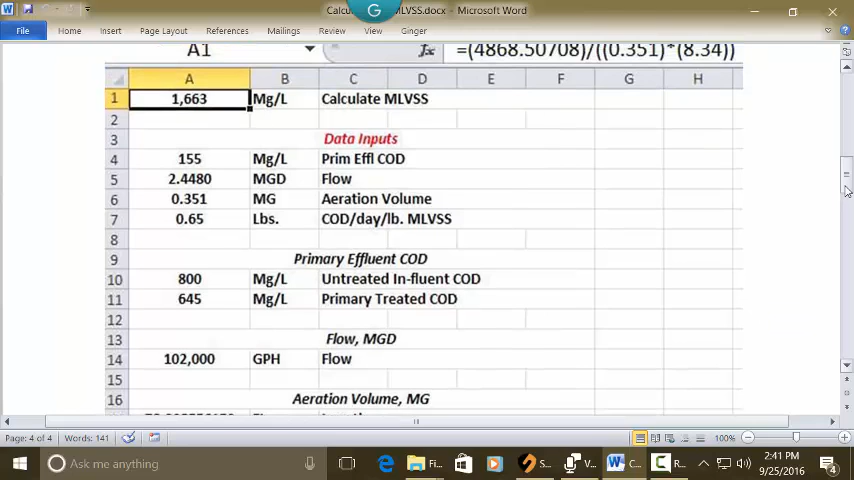 Calcula MLVSS.docx - Microsoft Word
G
File Home Insert Page Layout References Mailings Review View Ginger
A1 fx =(4868.50708)/((0.351)*(8.34))
A B C D E F G H
1 1,663 Mg/L Calculate MLVSS
2
3 Data Inputs
4 155 Mg/L Prim Effl COD
5 2.4480 MGD Flow
6 0.351 MG Aeration Volume
7 0.65 Lbs. COD/day/lb. MLVSS
8
9 Primary Effluent COD
10 800 Mg/L Untreated In-fluent COD
11 645 Mg/L Primary Treated COD
12
13 Flow, MGD
14 102,000 GPH Flow
15
16 Aeration Volume, MG
Page: 4 of 4 Words: 141 100%
Ask me anything Fi... S... V... C... R... 2:41 PM
9/25/2016 4